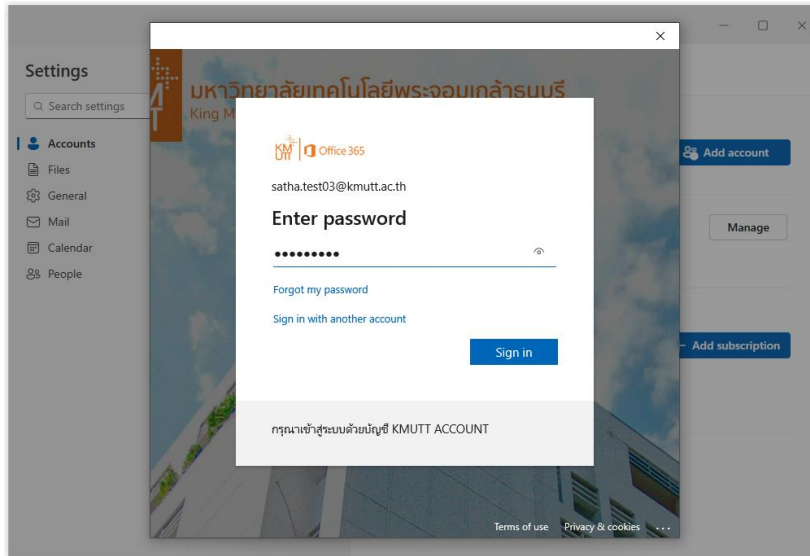 Settings
Search settings
Accounts
Files
General
Mail
Calendar
People
มหาวิทยาลัยเทคโนโลยีพระจอมเกล้าธนบุรี
King M
KMUTT
Office 365
satha.test03@kmutt.ac.th
Enter password
•••••••••
Forgot my password
Sign in with another account
Sign in
กรุณาเข้าสู่ระบบด้วยบัญชี KMUTT ACCOUNT
Terms of use Privacy & cookies ...
Add account
Manage
Add subscription